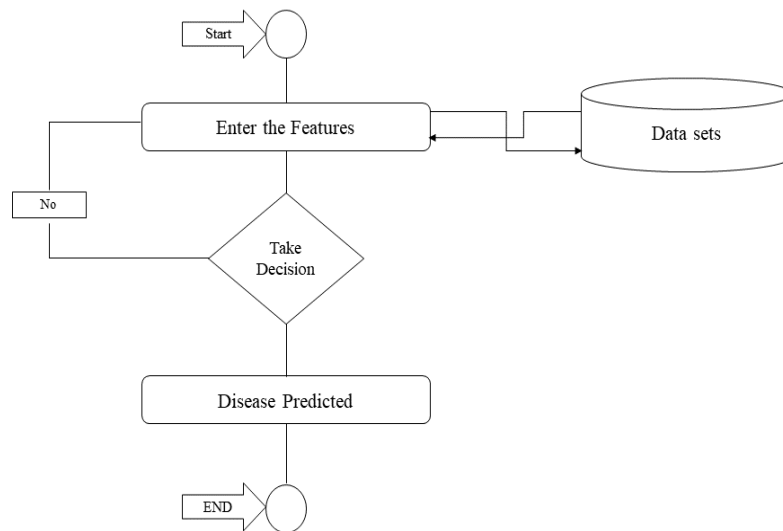 Start
Enter the Features
Data sets
No
Take
Decision
Disease Predicted
END